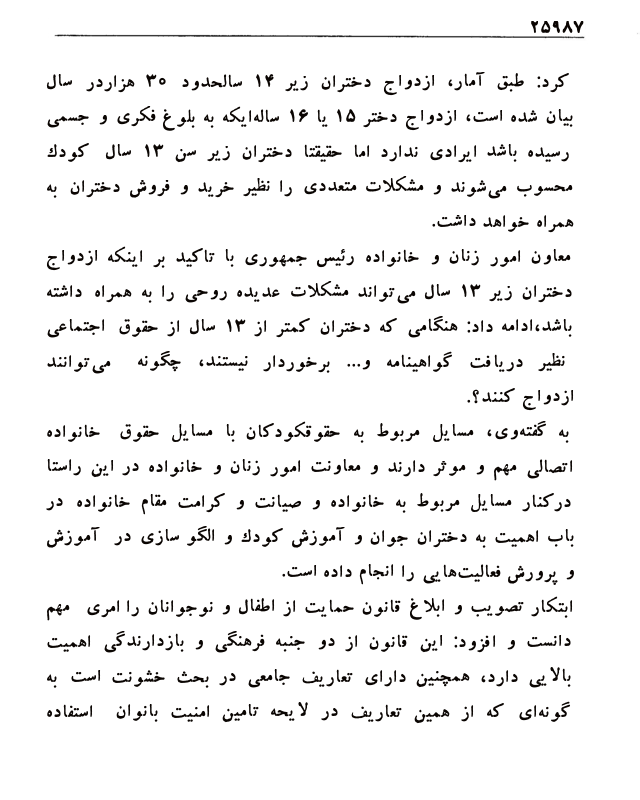 ۲۵۹۸۷
کرد: طبق آمار، ازدواج دختران زیر ۱۴ سالحدود ۳۰ هزاردر سال
بیان شده است، ازدواج دختر ۱۵ یا ۱۶ ساله‌ایکه به بلوغ فکری و جسمی
رسیده باشد ایرادی ندارد اما حقیقتا دختران زیر سن ۱۳ سال کودك
محسوب می‌شوند و مشکلات متعددی را نظیر خرید و فروش دختران به
همراه خواهد داشت.
معاون امور زنان و خانواده رئیس جمهوری با تاکید بر اینکه ازدواج
دختران زیر ۱۳ سال می‌تواند مشکلات عدیده روحی را به همراه داشته
باشد،ادامه داد: هنگامی که دختران کمتر از ۱۳ سال از حقوق اجتماعی
نظیر دریافت گواهینامه و... برخوردار نیستند، چگونه می‌توانند
ازدواج کنند؟.
به گفته‌وی، مسایل مربوط به حقوقکودکان با مسایل حقوق خانواده
اتصالی مهم و موثر دارند و معاونت امور زنان و خانواده در این راستا
درکنار مسایل مربوط به خانواده و صیانت و کرامت مقام خانواده در
باب اهمیت به دختران جوان و آموزش کودك و الگو سازی در آموزش
و پرورش فعالیت‌هایی را انجام داده است.
ابتکار تصویب و ابلاغ قانون حمایت از اطفال و نوجوانان را امری مهم
دانست و افزود: این قانون از دو جنبه فرهنگی و بازدارندگی اهمیت
بالایی دارد، همچنین دارای تعاریف جامعی در بحث خشونت است به
گونه‌ای که از همین تعاریف در لایحه تامین امنیت بانوان استفاده